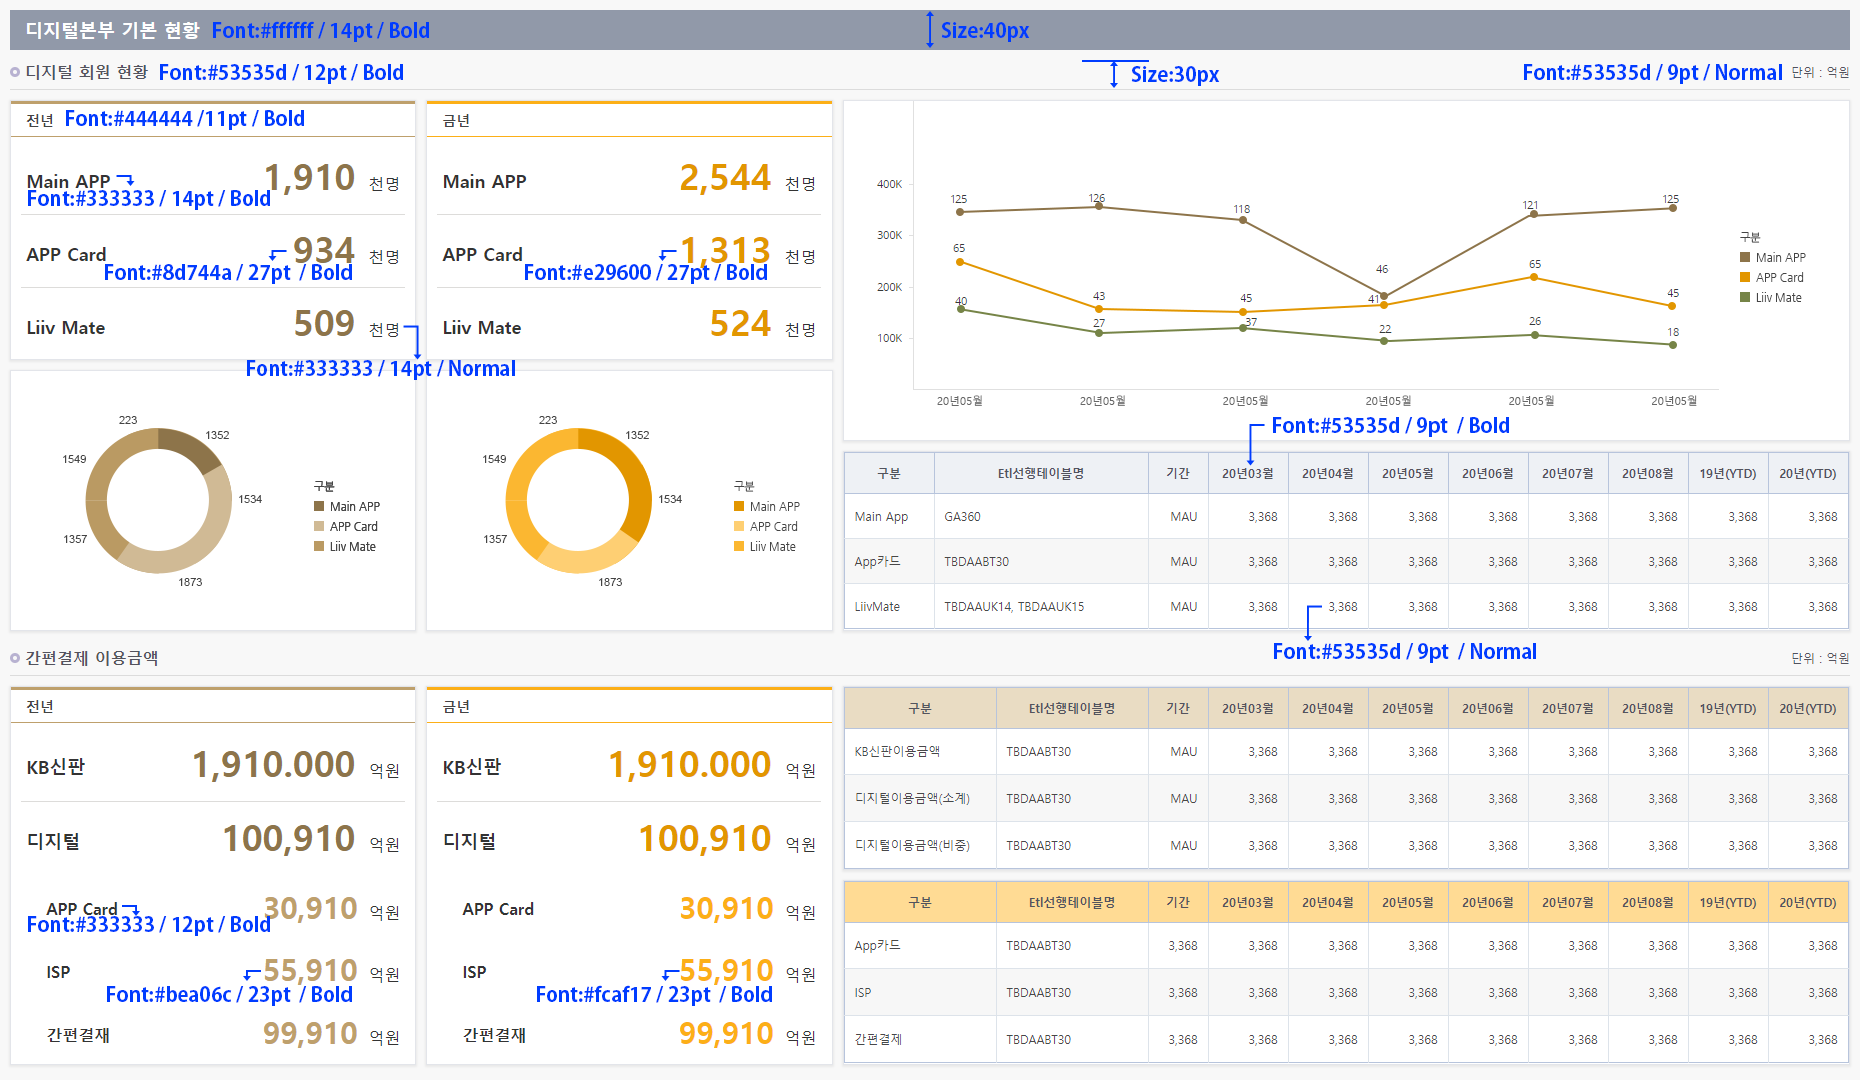 디지털본부 기본 현황 Font:#ffffff / 14pt / Bold Size:40px
디지털 회원 현황 Font:#53535d / 12pt / Bold Size:30px Font:#53535d / 9pt / Normal 단위 : 억원
전년 Font:#444444 /11pt / Bold
Main APP 1,910 천명
Font:#333333 / 14pt / Bold
APP Card 934 천명
Font:#8d744a / 27pt / Bold
Liiv Mate 509 천명
Font:#333333 / 14pt / Normal
금년
Main APP 2,544 천명
APP Card 1,313 천명
Font:#e29600 / 27pt / Bold
Liiv Mate 524 천명
400K
300K
200K
100K
125 126 118 46 121 125
65 43 45 41 65 45
40 27 37 22 26 18
20년05월 20년05월 20년05월 20년05월 20년05월 20년05월
구분
Main APP
APP Card
Liiv Mate
223
1352
1549
1534
1357
1873
구분
Main APP
APP Card
Liiv Mate
223
1352
1549
1534
1357
1873
구분
Main APP
APP Card
Liiv Mate
Font:#53535d / 9pt / Bold
구분 Etl선행테이블명 기간 20년03월 20년04월 20년05월 20년06월 20년07월 20년08월 19년(YTD) 20년(YTD)
Main App GA360 MAU 3,368 3,368 3,368 3,368 3,368 3,368 3,368 3,368
App카드 TBDAABT30 MAU 3,368 3,368 3,368 3,368 3,368 3,368 3,368 3,368
LiivMate TBDAAUK14, TBDAAUK15 MAU 3,368 3,368 3,368 3,368 3,368 3,368 3,368 3,368
Font:#53535d / 9pt / Normal
간편결제 이용금액 단위 : 억원
전년
KB신판 1,910.000 억원
디지털 100,910 억원
APP Card 30,910 억원
Font:#333333 / 12pt / Bold
ISP 55,910 억원
Font:#bea06c / 23pt / Bold
간편결재 99,910 억원
금년
KB신판 1,910.000 억원
디지털 100,910 억원
APP Card 30,910 억원
ISP 55,910 억원
Font:#fcaf17 / 23pt / Bold
간편결재 99,910 억원
구분 Etl선행테이블명 기간 20년03월 20년04월 20년05월 20년06월 20년07월 20년08월 19년(YTD) 20년(YTD)
KB신판이용금액 TBDAABT30 MAU 3,368 3,368 3,368 3,368 3,368 3,368 3,368 3,368
디지털이용금액(소계) TBDAABT30 MAU 3,368 3,368 3,368 3,368 3,368 3,368 3,368 3,368
디지털이용금액(비중) TBDAABT30 MAU 3,368 3,368 3,368 3,368 3,368 3,368 3,368 3,368
구분 Etl선행테이블명 기간 20년03월 20년04월 20년05월 20년06월 20년07월 20년08월 19년(YTD) 20년(YTD)
App카드 TBDAABT30 3,368 3,368 3,368 3,368 3,368 3,368 3,368 3,368 3,368
ISP TBDAABT30 3,368 3,368 3,368 3,368 3,368 3,368 3,368 3,368 3,368
간편결제 TBDAABT30 3,368 3,368 3,368 3,368 3,368 3,368 3,368 3,368 3,368